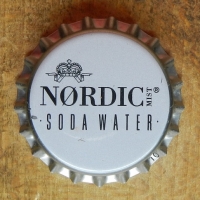 NØRDIC MIST®
· SODA WATER ·